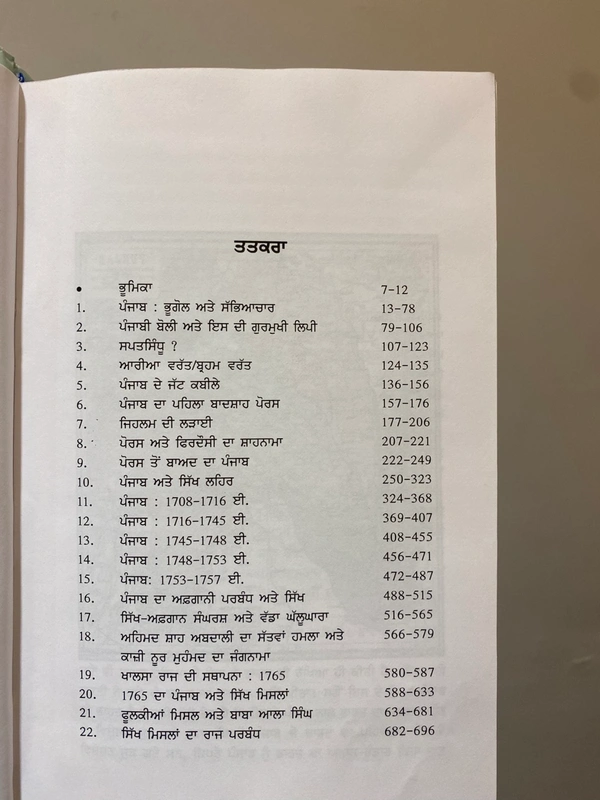 ਤਤਕਰਾ
• ਭੂਮਿਕਾ 7-12
1. ਪੰਜਾਬ : ਭੂਗੋਲ ਅਤੇ ਸੱਭਿਆਚਾਰ 13-78
2. ਪੰਜਾਬੀ ਬੋਲੀ ਅਤੇ ਇਸ ਦੀ ਗੁਰਮੁਖੀ ਲਿਪੀ 79-106
3. ਸਪਤਸਿੰਧੂ ? 107-123
4. ਆਰੀਆ ਵਰੱਤ/ਬ੍ਰਹਮ ਵਰੱਤ 124-135
5. ਪੰਜਾਬ ਦੇ ਜੱਟ ਕਬੀਲੇ 136-156
6. ਪੰਜਾਬ ਦਾ ਪਹਿਲਾ ਬਾਦਸ਼ਾਹ ਪੋਰਸ 157-176
7. ਜਿਹਲਮ ਦੀ ਲੜਾਈ 177-206
8. ਪੋਰਸ ਅਤੇ ਫਿਰਦੌਸੀ ਦਾ ਸ਼ਾਹਨਾਮਾ 207-221
9. ਪੋਰਸ ਤੋਂ ਬਾਅਦ ਦਾ ਪੰਜਾਬ 222-249
10. ਪੰਜਾਬ ਅਤੇ ਸਿੱਖ ਲਹਿਰ 250-323
11. ਪੰਜਾਬ : 1708-1716 ਈ. 324-368
12. ਪੰਜਾਬ : 1716-1745 ਈ. 369-407
13. ਪੰਜਾਬ : 1745-1748 ਈ. 408-455
14. ਪੰਜਾਬ : 1748-1753 ਈ. 456-471
15. ਪੰਜਾਬ: 1753-1757 ਈ. 472-487
16. ਪੰਜਾਬ ਦਾ ਅਫ਼ਗਾਨੀ ਪਰਬੰਧ ਅਤੇ ਸਿੱਖ 488-515
17. ਸਿੱਖ-ਅਫ਼ਗਾਨ ਸੰਘਰਸ਼ ਅਤੇ ਵੱਡਾ ਘੱਲੂਘਾਰਾ 516-565
18. ਅਹਿਮਦ ਸ਼ਾਹ ਅਬਦਾਲੀ ਦਾ ਸੱਤਵਾਂ ਹਮਲਾ ਅਤੇ 566-579
ਕਾਜ਼ੀ ਨੂਰ ਮੁਹੰਮਦ ਦਾ ਜੰਗਨਾਮਾ
19. ਖਾਲਸਾ ਰਾਜ ਦੀ ਸਥਾਪਨਾ : 1765 580-587
20. 1765 ਦਾ ਪੰਜਾਬ ਅਤੇ ਸਿੱਖ ਮਿਸਲਾਂ 588-633
21. ਫੂਲਕੀਆਂ ਮਿਸਲ ਅਤੇ ਬਾਬਾ ਆਲਾ ਸਿੰਘ 634-681
22. ਸਿੱਖ ਮਿਸਲਾਂ ਦਾ ਰਾਜ ਪਰਬੰਧ 682-696